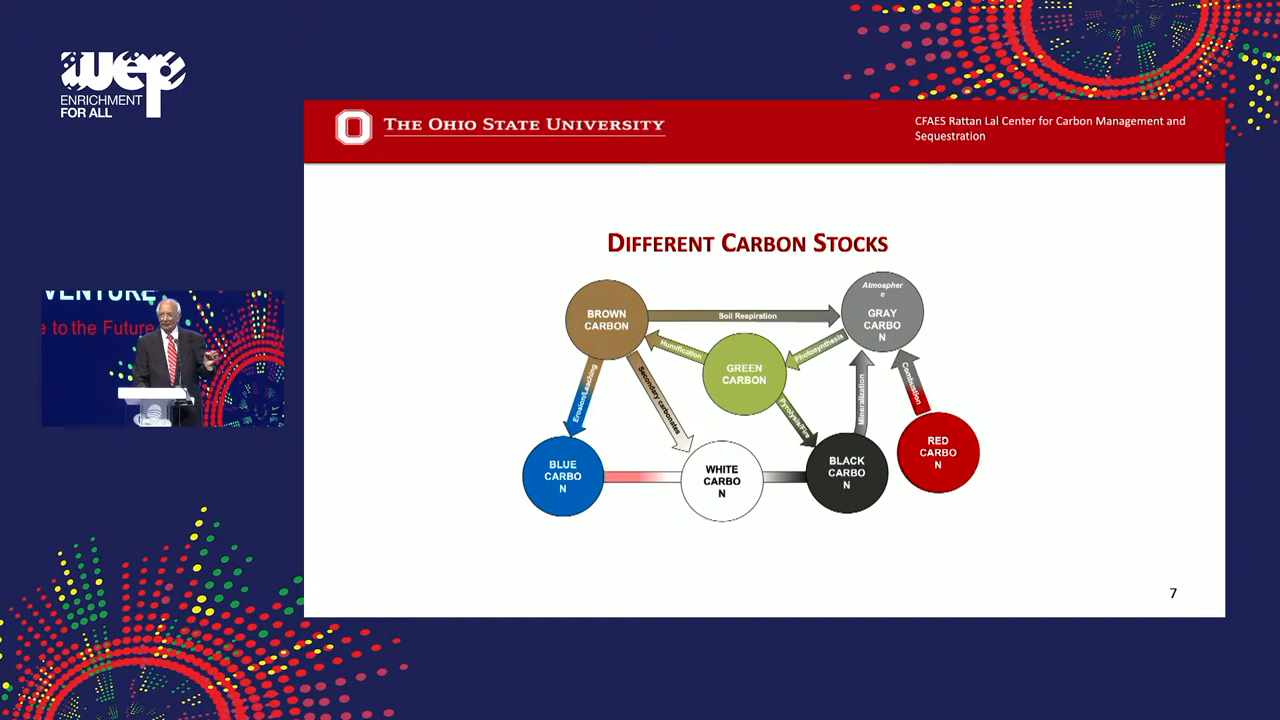 wep
ENRICHMENT
FOR ALL
THE OHIO STATE UNIVERSITY
CFAES Rattan Lal Center for Carbon Management and
Sequestration
VENTURE
e to the Future
DIFFERENT CARBON STOCKS
BROWN
CARBON
Soil Respiration
Atmospher
e
GRAY
CARBO
N
Humification
Photosynthesis
GREEN
CARBON
Erosion/Leaching
Secondary carbonates
Pyrolysis/Fire
Mineralization
Combustion
BLUE
CARBO
N
WHITE
CARBO
N
BLACK
CARBO
N
RED
CARBO
N
7